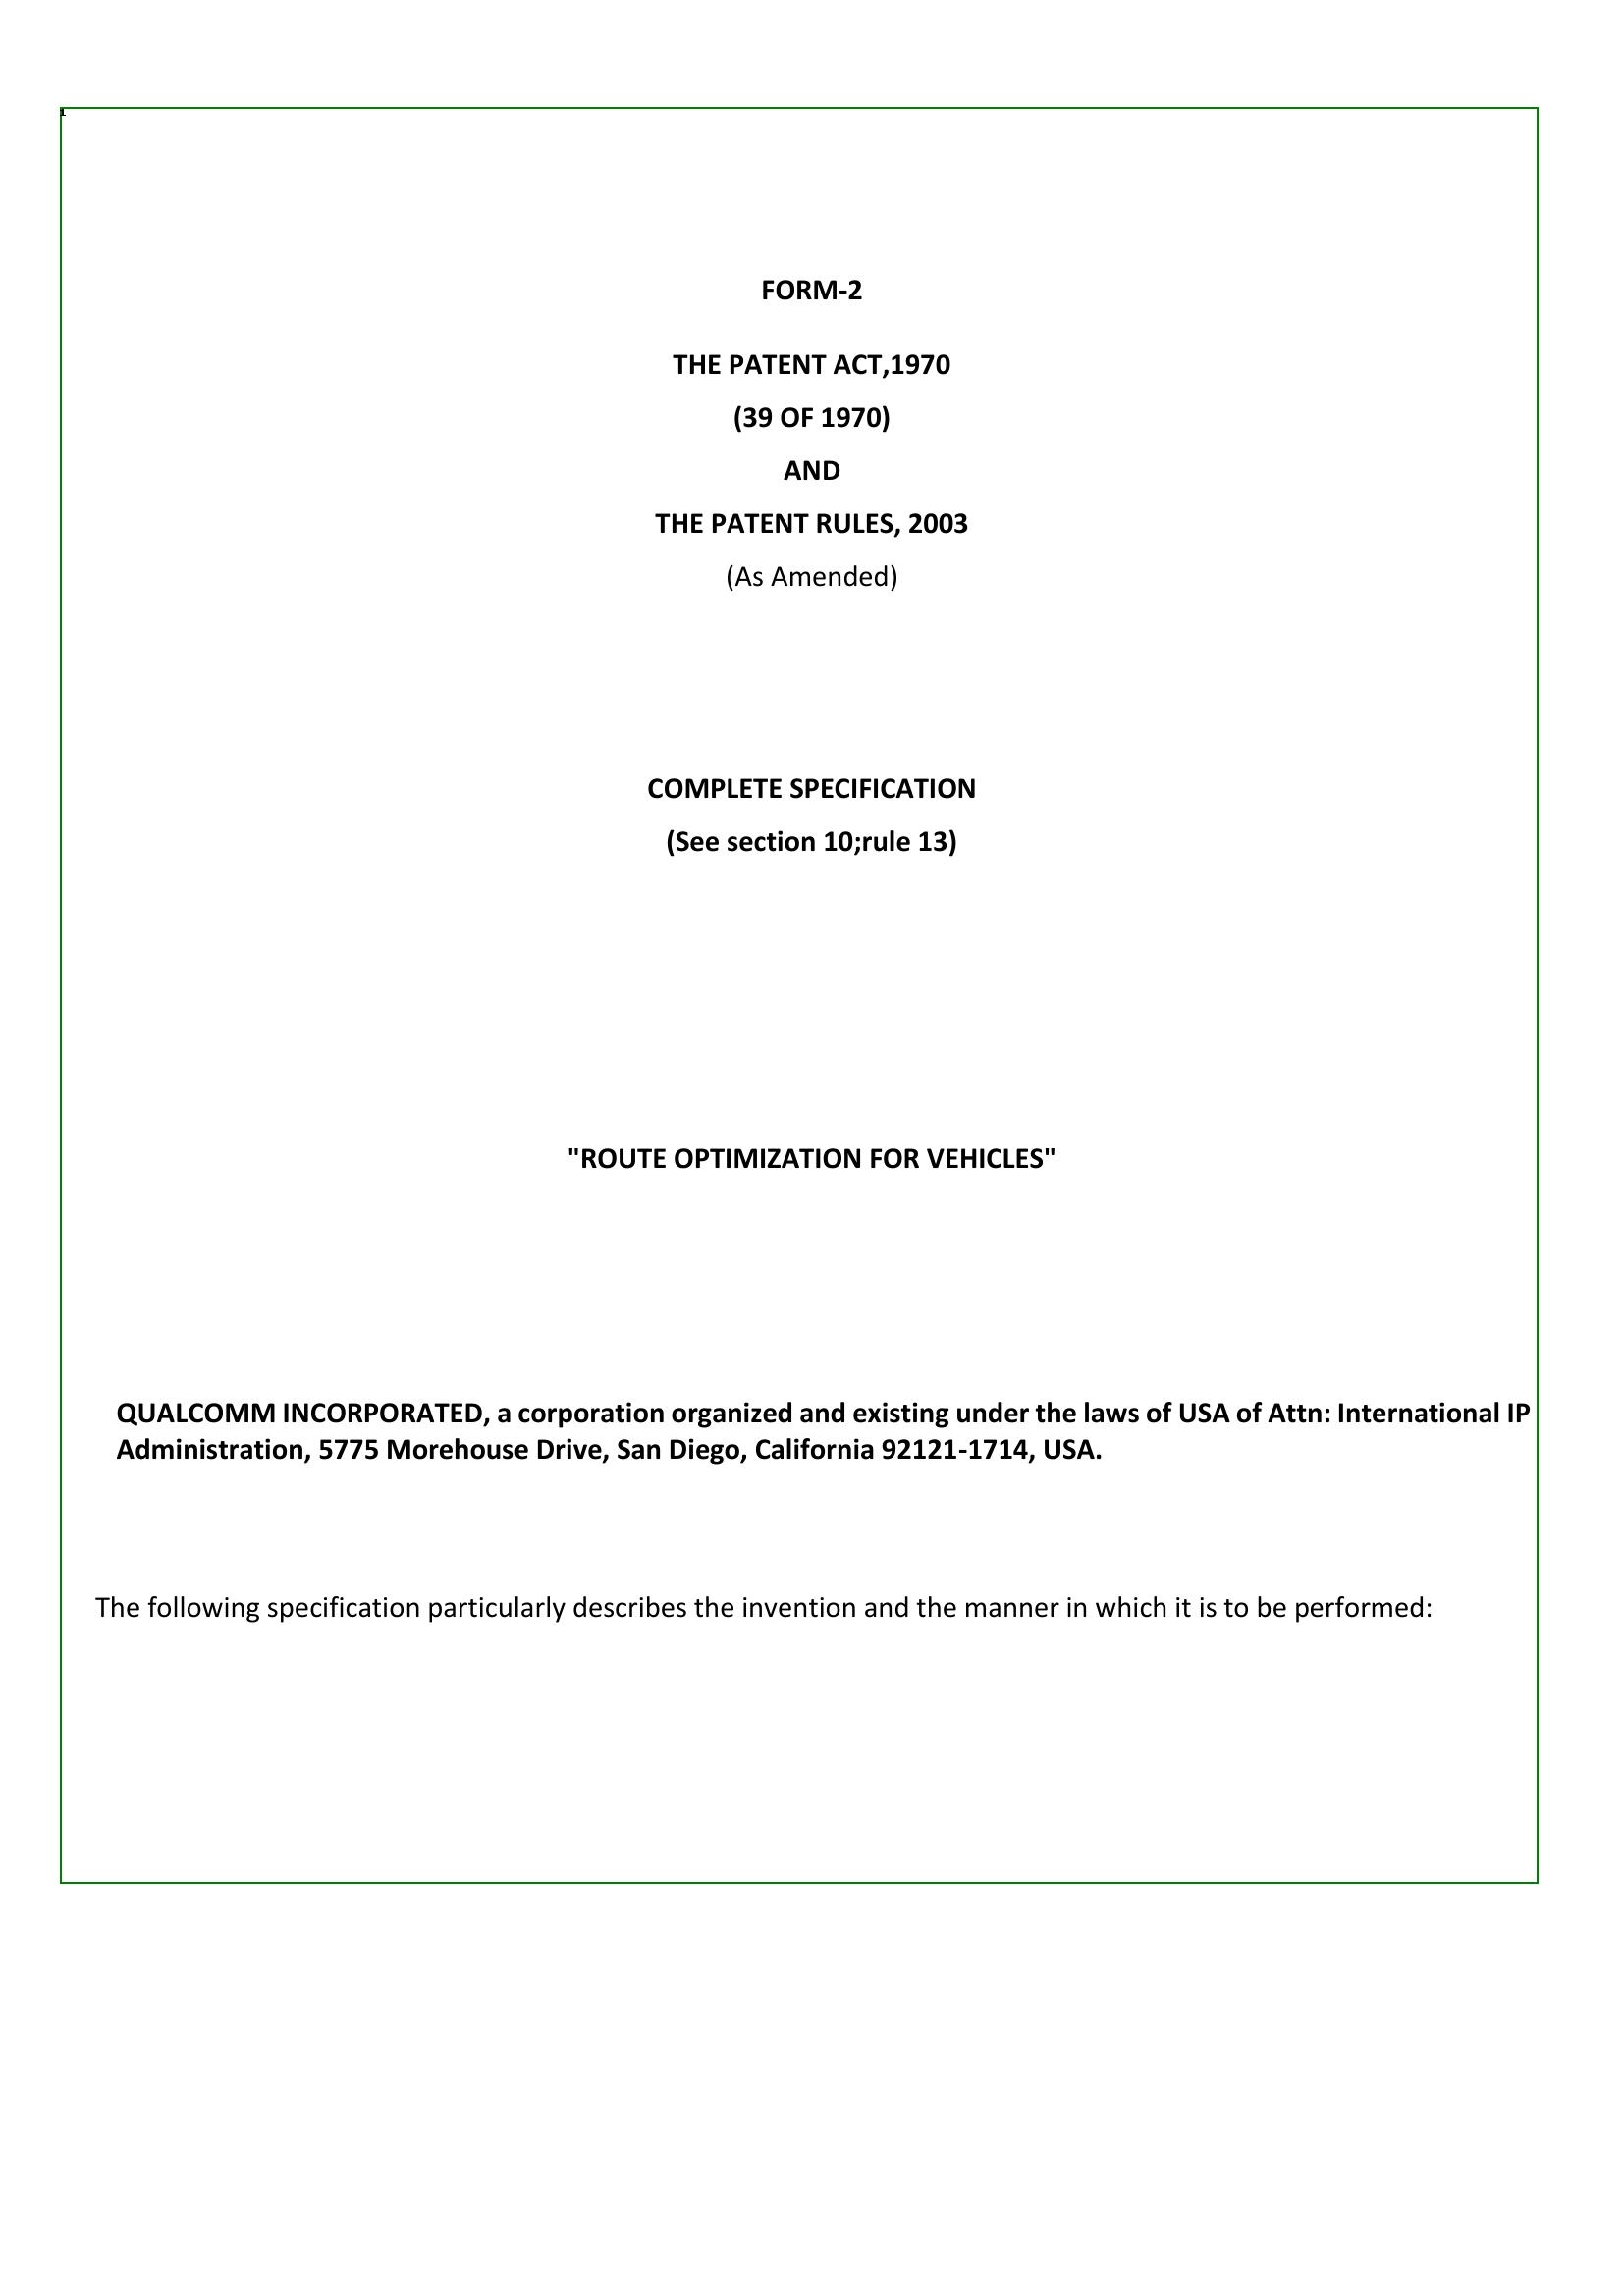 1
FORM-2
THE PATENT ACT,1970
(39 OF 1970)
AND
THE PATENT RULES, 2003
(As Amended)
COMPLETE SPECIFICATION
(See section 10;rule 13)
"ROUTE OPTIMIZATION FOR VEHICLES"
QUALCOMM INCORPORATED, a corporation organized and existing under the laws of USA of Attn: International IP
Administration, 5775 Morehouse Drive, San Diego, California 92121-1714, USA.
The following specification particularly describes the invention and the manner in which it is to be performed: